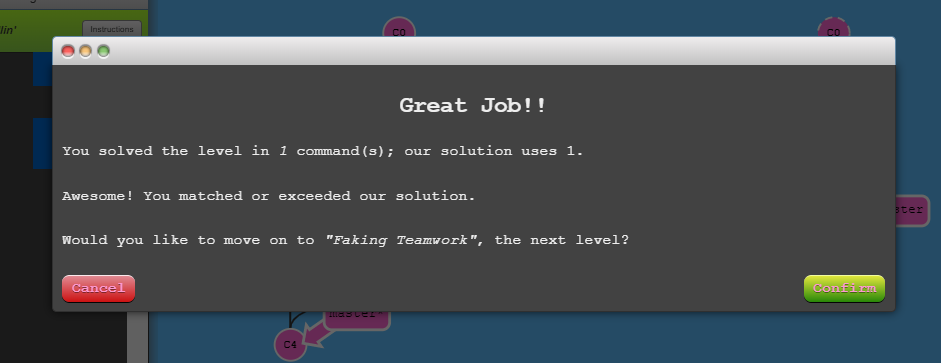 lin'
Instructions
C0
C0
Great Job!!
You solved the level in 1 command(s); our solution uses 1.
Awesome! You matched or exceeded our solution.
Would you like to move on to "Faking Teamwork", the next level?
Cancel
Confirm
ster
master*
C4